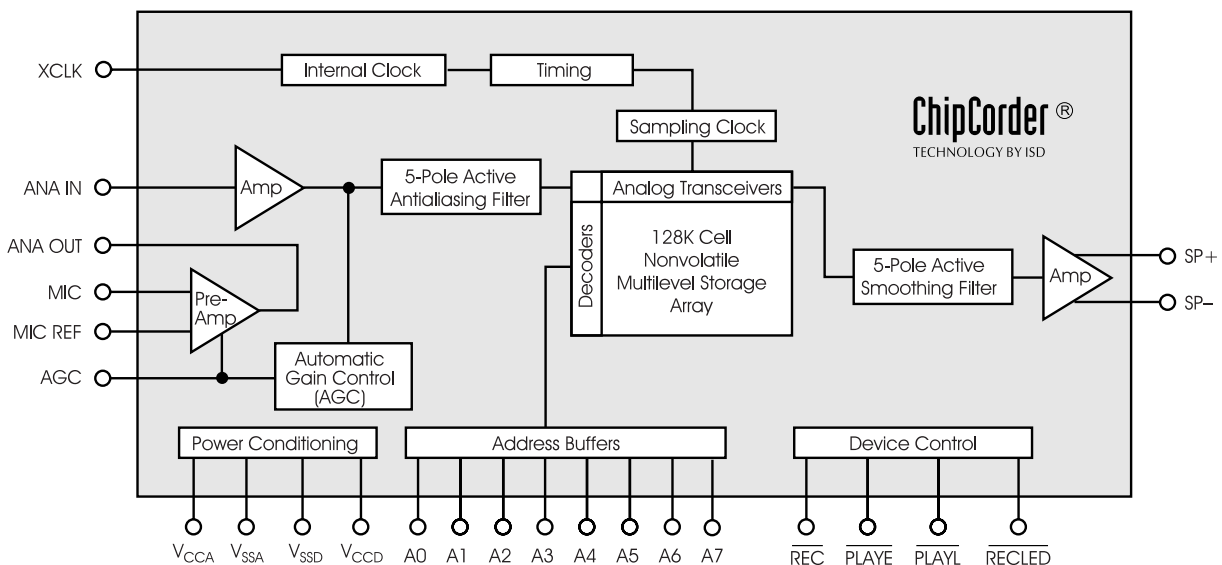 XCLK
Internal Clock
Timing
Sampling Clock
ChipCorder ®
TECHNOLOGY BY ISD
ANA IN
Amp
5-Pole Active
Antialiasing Filter
Analog Transceivers
Decoders
128K Cell
Nonvolatile
Multilevel Storage
Array
5-Pole Active
Smoothing Filter
Amp
SP+
SP–
ANA OUT
MIC
Pre-
Amp
MIC REF
AGC
Automatic
Gain Control
(AGC)
Power Conditioning
Address Buffers
Device Control
VCCA VSSA VSSD VCCD A0 A1 A2 A3 A4 A5 A6 A7 REC PLAYE PLAYL RECLED